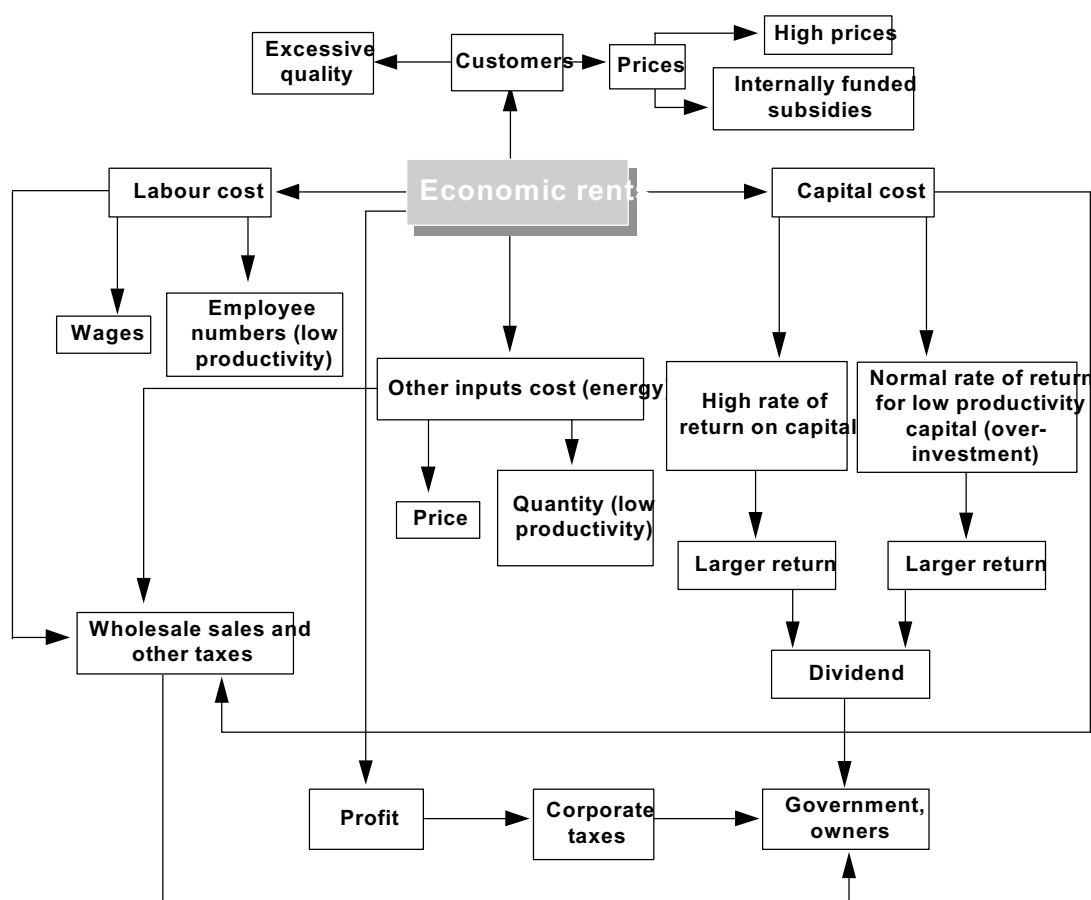 Excessive
quality
Customers
Prices
High prices
Internally funded
subsidies
Labour cost
Economic rents
Capital cost
Wages
Employee
numbers (low
productivity)
Other inputs cost (energy)
High rate of
return on capital
Normal rate of return
for low productivity
capital (over-
investment)
Price
Quantity (low
productivity)
Larger return
Larger return
Wholesale sales and
other taxes
Dividend
Profit
Corporate
taxes
Government,
owners